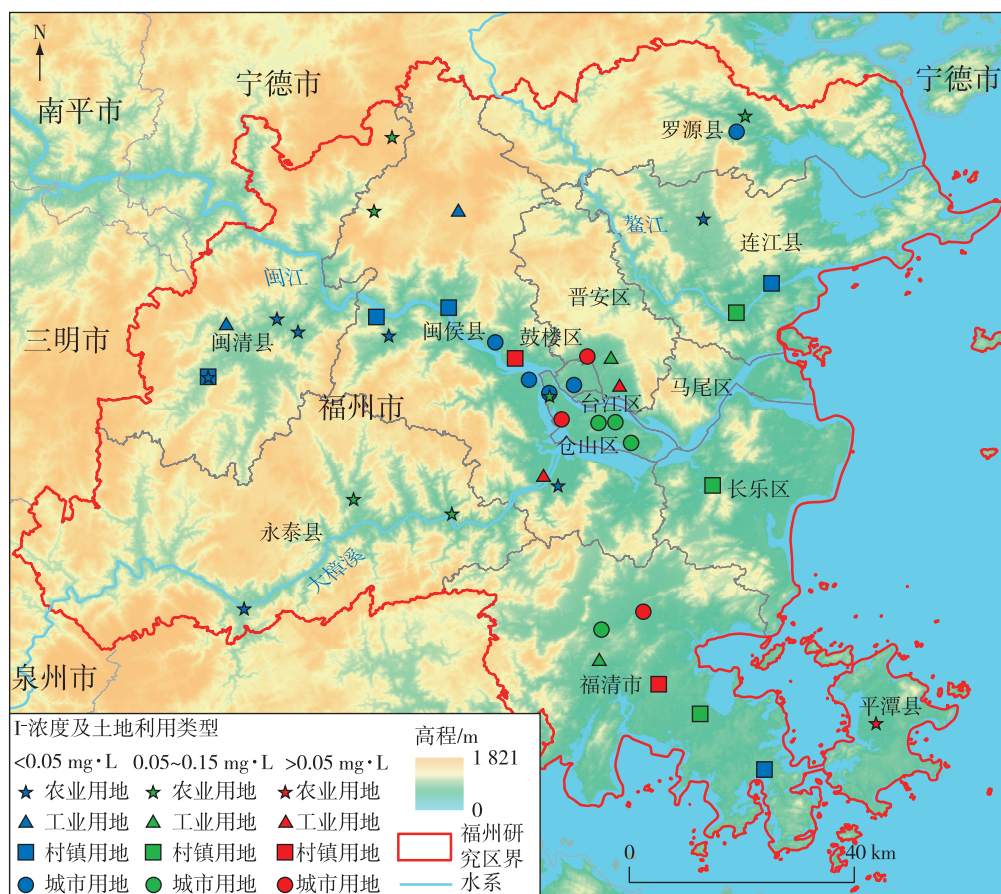 N
宁德市
宁德市
南平市
罗源县
鳌江
连江县
闽江
晋安区
三明市
闽清县
闽侯县
鼓楼区
马尾区
福州市
台江区
仓山区
长乐区
永泰县
大樟溪
泉州市
福清市
平潭县
I⁻浓度及土地利用类型
<0.05 mg·L 0.05~0.15 mg·L >0.05 mg·L
农业用地 农业用地 农业用地
工业用地 工业用地 工业用地
村镇用地 村镇用地 村镇用地
城市用地 城市用地 城市用地
高程/m
1 821
0
福州研
究区界
水系
0 40 km